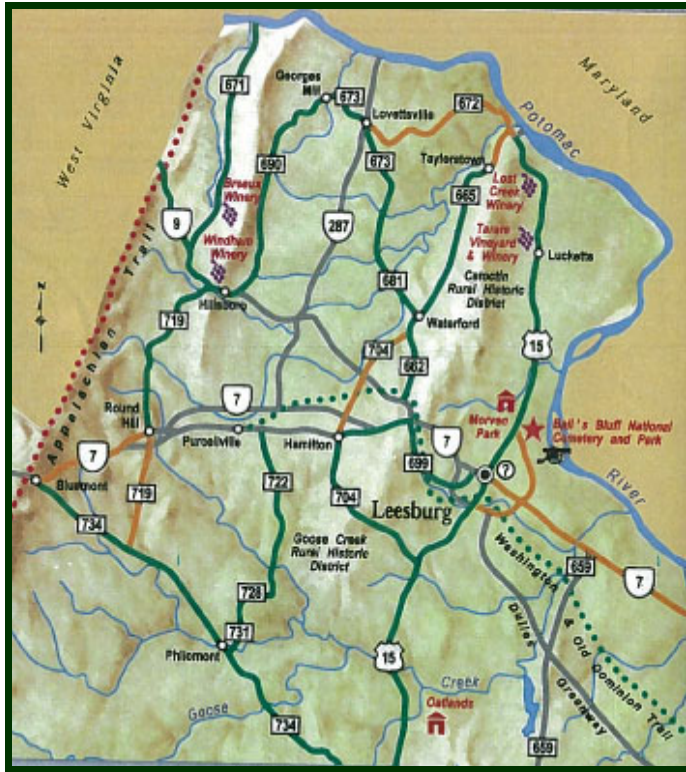 West Virginia
Maryland
Potomac
671
Georges
Mill
673
Lovettsville
672
690
673
Taylorstown
665
Breaux
Winery
Lost
Creek
Winery
9
287
Windham
Winery
Tarara
Vineyard
& Winery
Lucketts
Hillsboro
681
Catoctin
Rural Historic
District
Waterford
Appalachian Trail
719
704
662
15
Round
Hill
7
Purcellville
Hamilton
7
Morven
Park
Ball's Bluff National
Cemetery and Park
7
Bluemont
719
734
722
704
699
?
Leesburg
River
Goose Creek
Rural Historic
District
Washington & Old Dominion Trail
659
7
728
731
Philomont
15
Dulles Greenway
Goose Creek
Oatlands
734
659